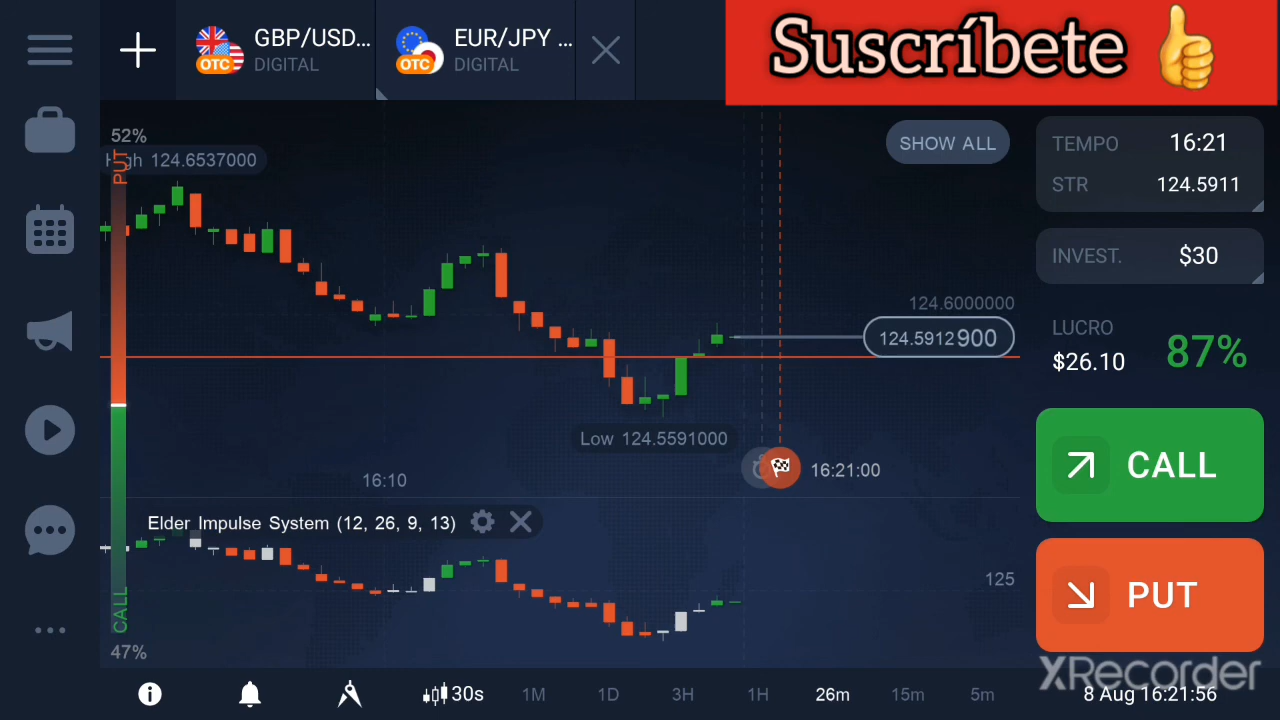 GBP/USD...
OTC
DIGITAL
EUR/JPY ...
OTC
DIGITAL
Suscríbete
52%
PUT
High 124.6537000
SHOW ALL
TEMPO 16:21
STR 124.5911
INVEST. $30
124.6000000
124.5912900
LUCRO
$26.10
87%
Low 124.5591000
16:10
16:21:00
CALL
Elder Impulse System (12, 26, 9, 13)
125
PUT
CALL
47%
XRecorder
30s
1M
1D
3H
1H
26m
15m
5m
8 Aug 16:21:56